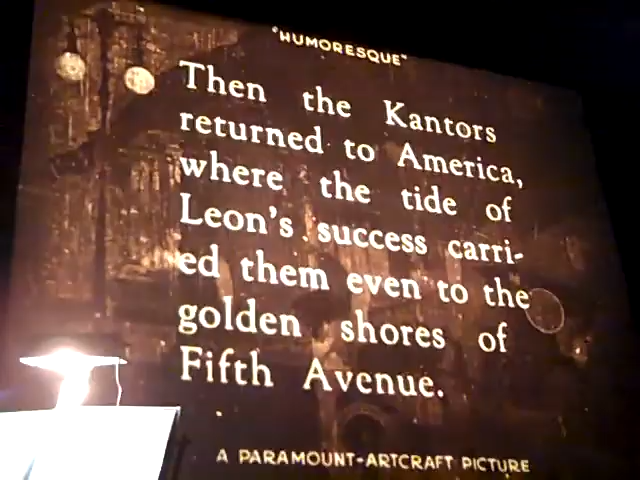 "HUMORESQUE"
Then the Kantors
returned to America,
where the tide of
Leon's success carri-
ed them even to the
golden shores of
Fifth Avenue.
A PARAMOUNT-ARTCRAFT PICTURE